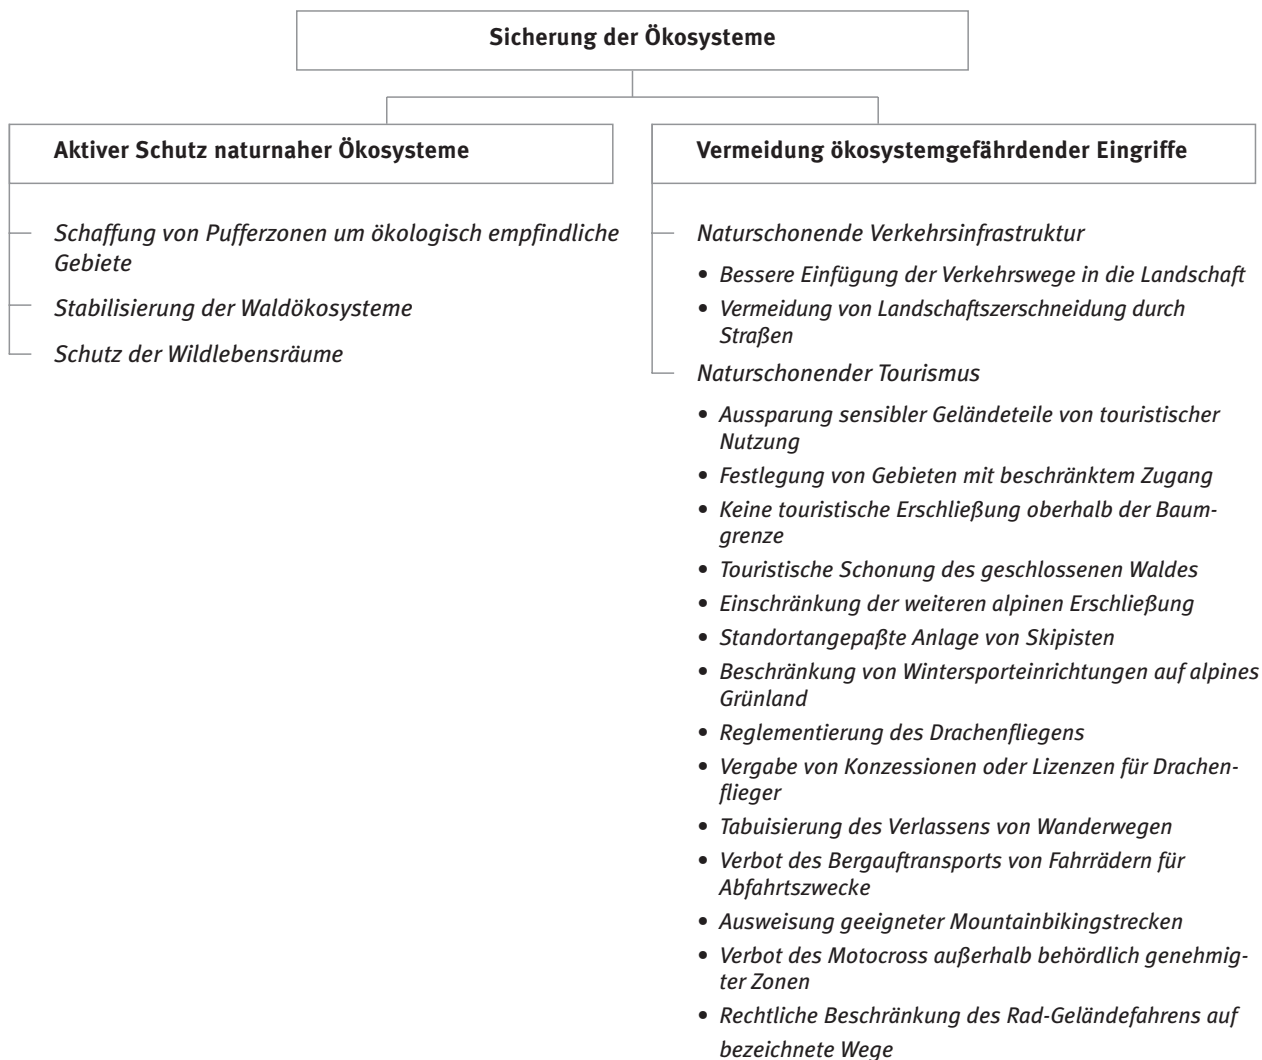 Sicherung der Ökosysteme
Aktiver Schutz naturnaher Ökosysteme
Schaffung von Pufferzonen um ökologisch empfindliche
Gebiete
Stabilisierung der Waldökosysteme
Schutz der Wildlebensräume
Vermeidung ökosystemgefährdender Eingriffe
Naturschonende Verkehrsinfrastruktur
• Bessere Einfügung der Verkehrswege in die Landschaft
• Vermeidung von Landschaftszerschneidung durch
Straßen
Naturschonender Tourismus
• Aussparung sensibler Geländeteile von touristischer
Nutzung
• Festlegung von Gebieten mit beschränktem Zugang
• Keine touristische Erschließung oberhalb der Baum-
grenze
• Touristische Schonung des geschlossenen Waldes
• Einschränkung der weiteren alpinen Erschließung
• Standortangepaßte Anlage von Skipisten
• Beschränkung von Wintersporteinrichtungen auf alpines
Grünland
• Reglementierung des Drachenfliegens
• Vergabe von Konzessionen oder Lizenzen für Drachen-
flieger
• Tabuisierung des Verlassens von Wanderwegen
• Verbot des Bergauftransports von Fahrrädern für
Abfahrtszwecke
• Ausweisung geeigneter Mountainbikingstrecken
• Verbot des Motocross außerhalb behördlich genehmig-
ter Zonen
• Rechtliche Beschränkung des Rad-Geländefahrens auf
bezeichnete Wege